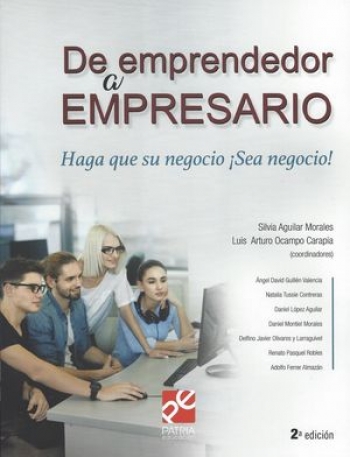 De emprendedor
a
EMPRESARIO
Haga que su negocio ¡Sea negocio!
Silvia Aguilar Morales
Luis Arturo Ocampo Carapia
(coordinadores)
Ángel David Guillén Valencia
Natalia Tussie Contreras
Daniel López Aguilar
Daniel Montiel Morales
Delfino Javier Olivares y Larraguivel
Renato Pasquel Robles
Adolfo Ferrer Almazán
PATRIA
2ª edición